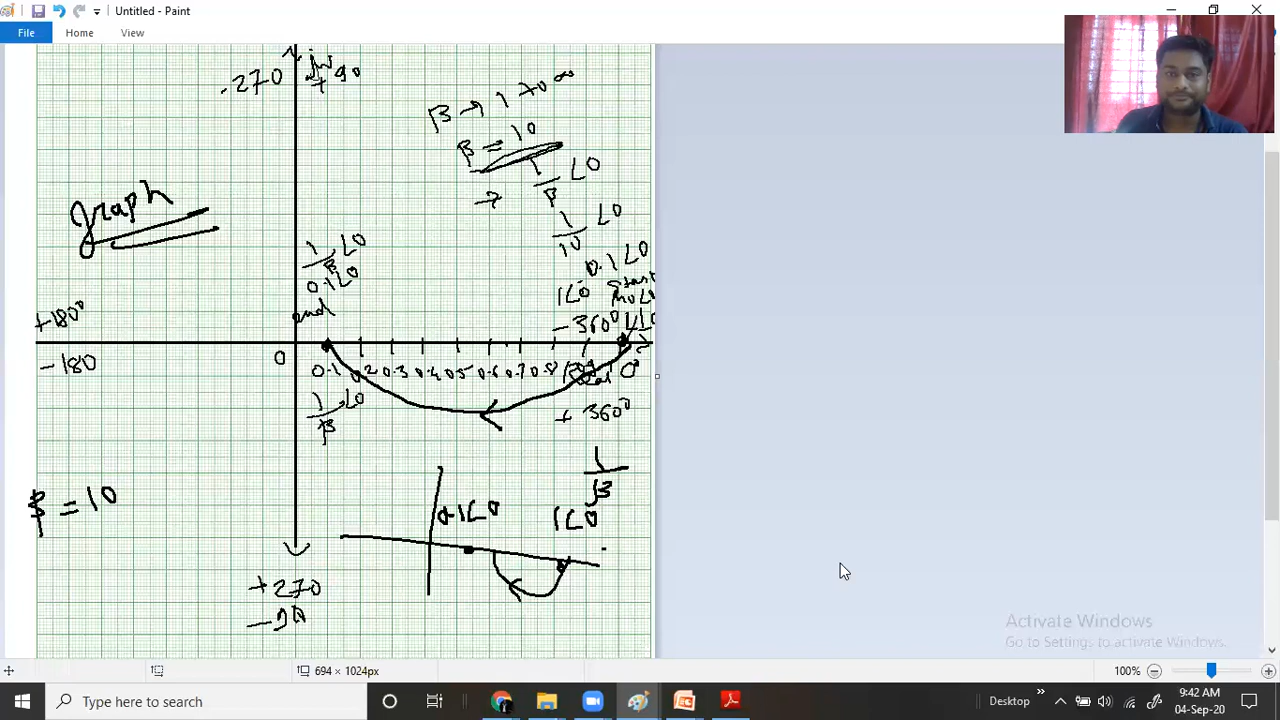 Untitled - Paint
File Home View
-270
jω
+90
β → 1 to ∞
β = 10
→ 1/β ∠0
1/10 ∠0
0.1∠0
Graph
1/β ∠0
0.1∠0
end
1∠0
Start
-360°
+180°
-180
0
0.1 0.2 0.3 0.4 0.5 0.6 0.7 0.8
0°
1/β ∠0
+360°
1/β
β = 10
0.1∠0
1∠0
+270
-90
Activate Windows
Go to Settings to activate Windows.
694 × 1024px
100%
Type here to search
Desktop
9:42 AM
04-Sep-20